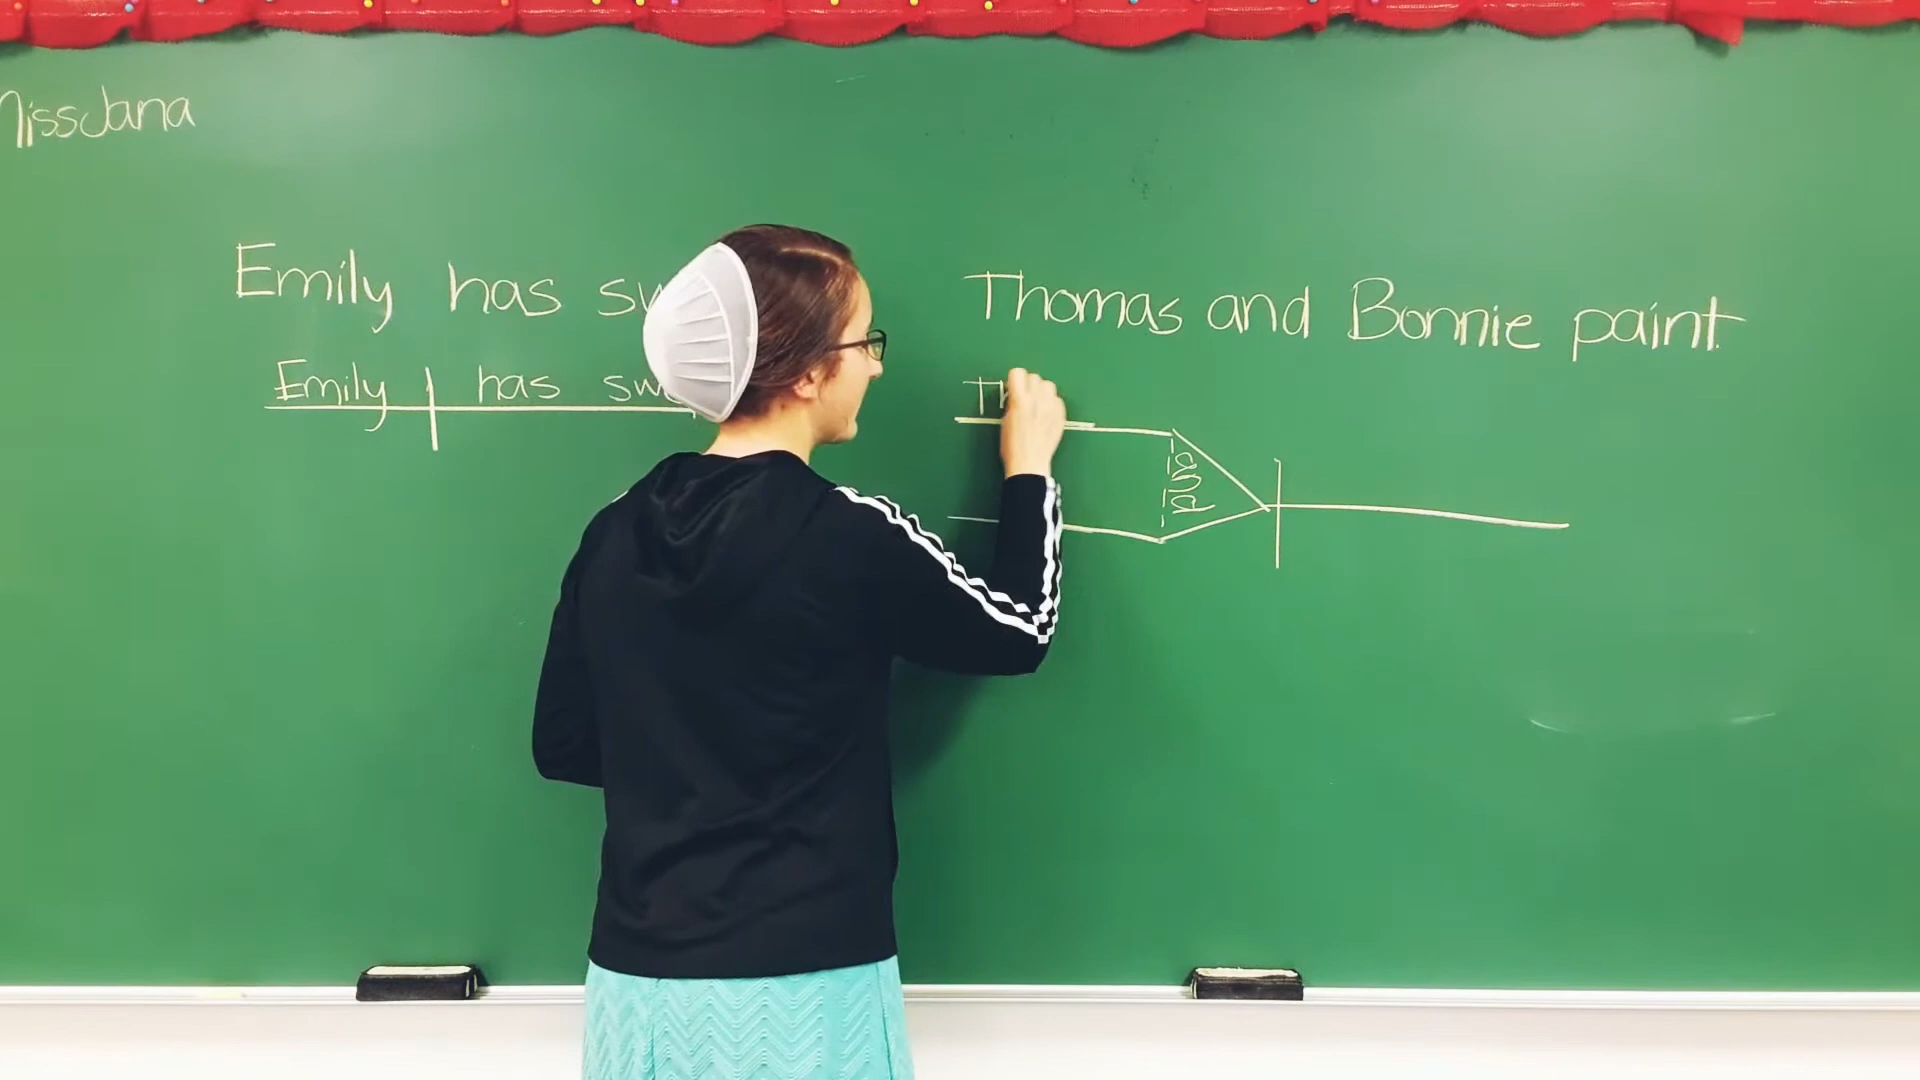 MissJana
Emily has
Emily has
Thomas and Bonnie paint.
and